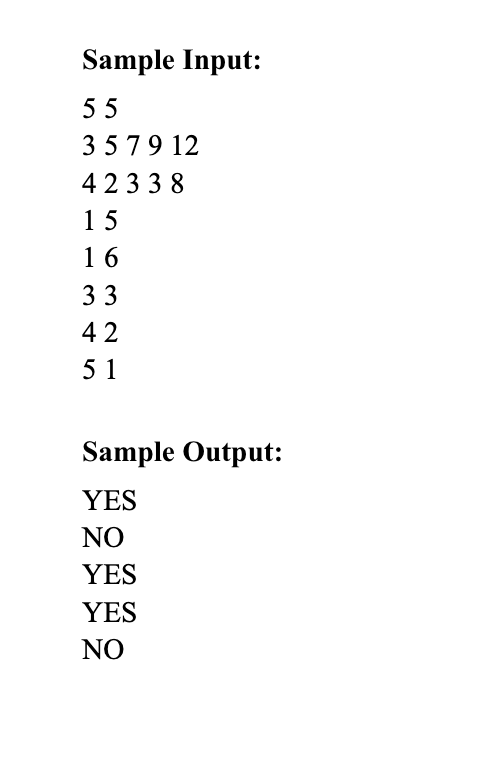 Sample Input:
5 5
3 5 7 9 12
4 2 3 3 8
1 5
1 6
3 3
4 2
5 1
Sample Output:
YES
NO
YES
YES
NO